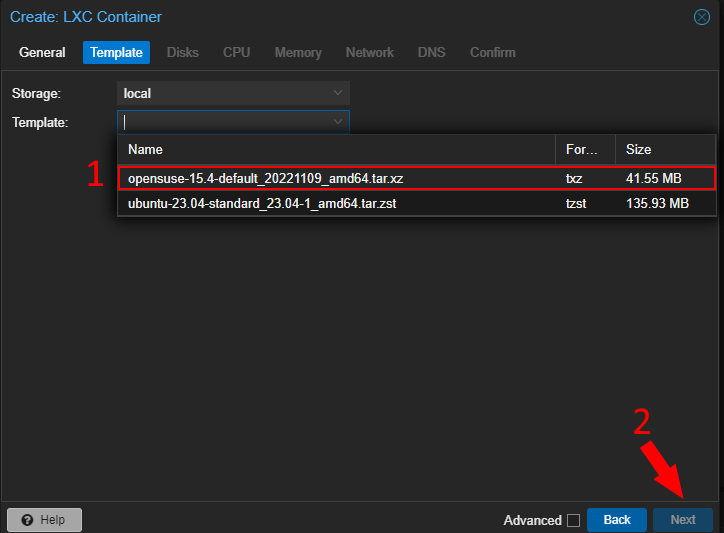 Create: LXC Container
General Template Disks CPU Memory Network DNS Confirm
Storage: local
Template:
Name For... Size
1
opensuse-15.4-default_20221109_amd64.tar.xz txz 41.55 MB
ubuntu-23.04-standard_23.04-1_amd64.tar.zst tzst 135.93 MB
2
Help Advanced Back Next